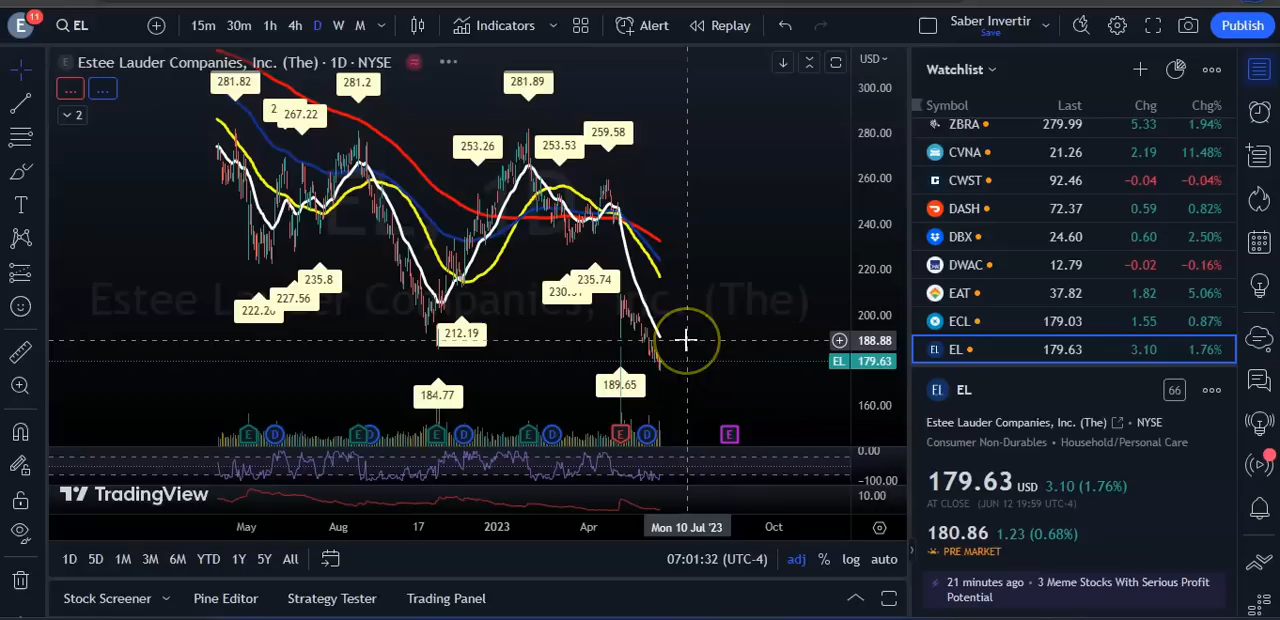 E
11
EL
15m
30m
1h
4h
D
W
M
Indicators
Alert
Replay
Saber Invertir
Save
Publish
Estee Lauder Companies, Inc. (The) · 1D · NYSE
USD
...
...
2
281.82
267.22
281.2
253.26
281.89
253.53
259.58
222.26
227.56
235.8
212.19
184.77
235.74
189.65
EL, 1D
Estee Lauder Companies, Inc. (The)
300.00
280.00
260.00
240.00
220.00
200.00
188.88
EL 179.63
160.00
0.00
−100.00
10.00
E
D
E
D
E
D
E
D
E
D
E
TradingView
May
Aug
17
2023
Apr
Mon 10 Jul '23
Oct
1D
5D
1M
3M
6M
YTD
1Y
5Y
All
07:01:32 (UTC-4)
adj
%
log
auto
Stock Screener
Pine Editor
Strategy Tester
Trading Panel
Watchlist
Symbol Last Chg Chg%
ZBRA 279.99 5.33 1.94%
CVNA 21.26 2.19 11.48%
CWST 92.46 −0.04 −0.04%
DASH 72.37 0.59 0.82%
DBX 24.60 0.60 2.50%
DWAC 12.79 −0.02 −0.16%
EAT 37.82 1.82 5.06%
ECL 179.03 1.55 0.87%
EL EL 179.63 3.10 1.76%
EL EL
66
Estee Lauder Companies, Inc. (The) • NYSE
Consumer Non-Durables • Household/Personal Care
179.63 USD 3.10 (1.76%)
AT CLOSE (JUN 12 19:59 UTC-4)
180.86 1.23 (0.68%)
PRE MARKET
21 minutes ago • 3 Meme Stocks With Serious Profit
Potential